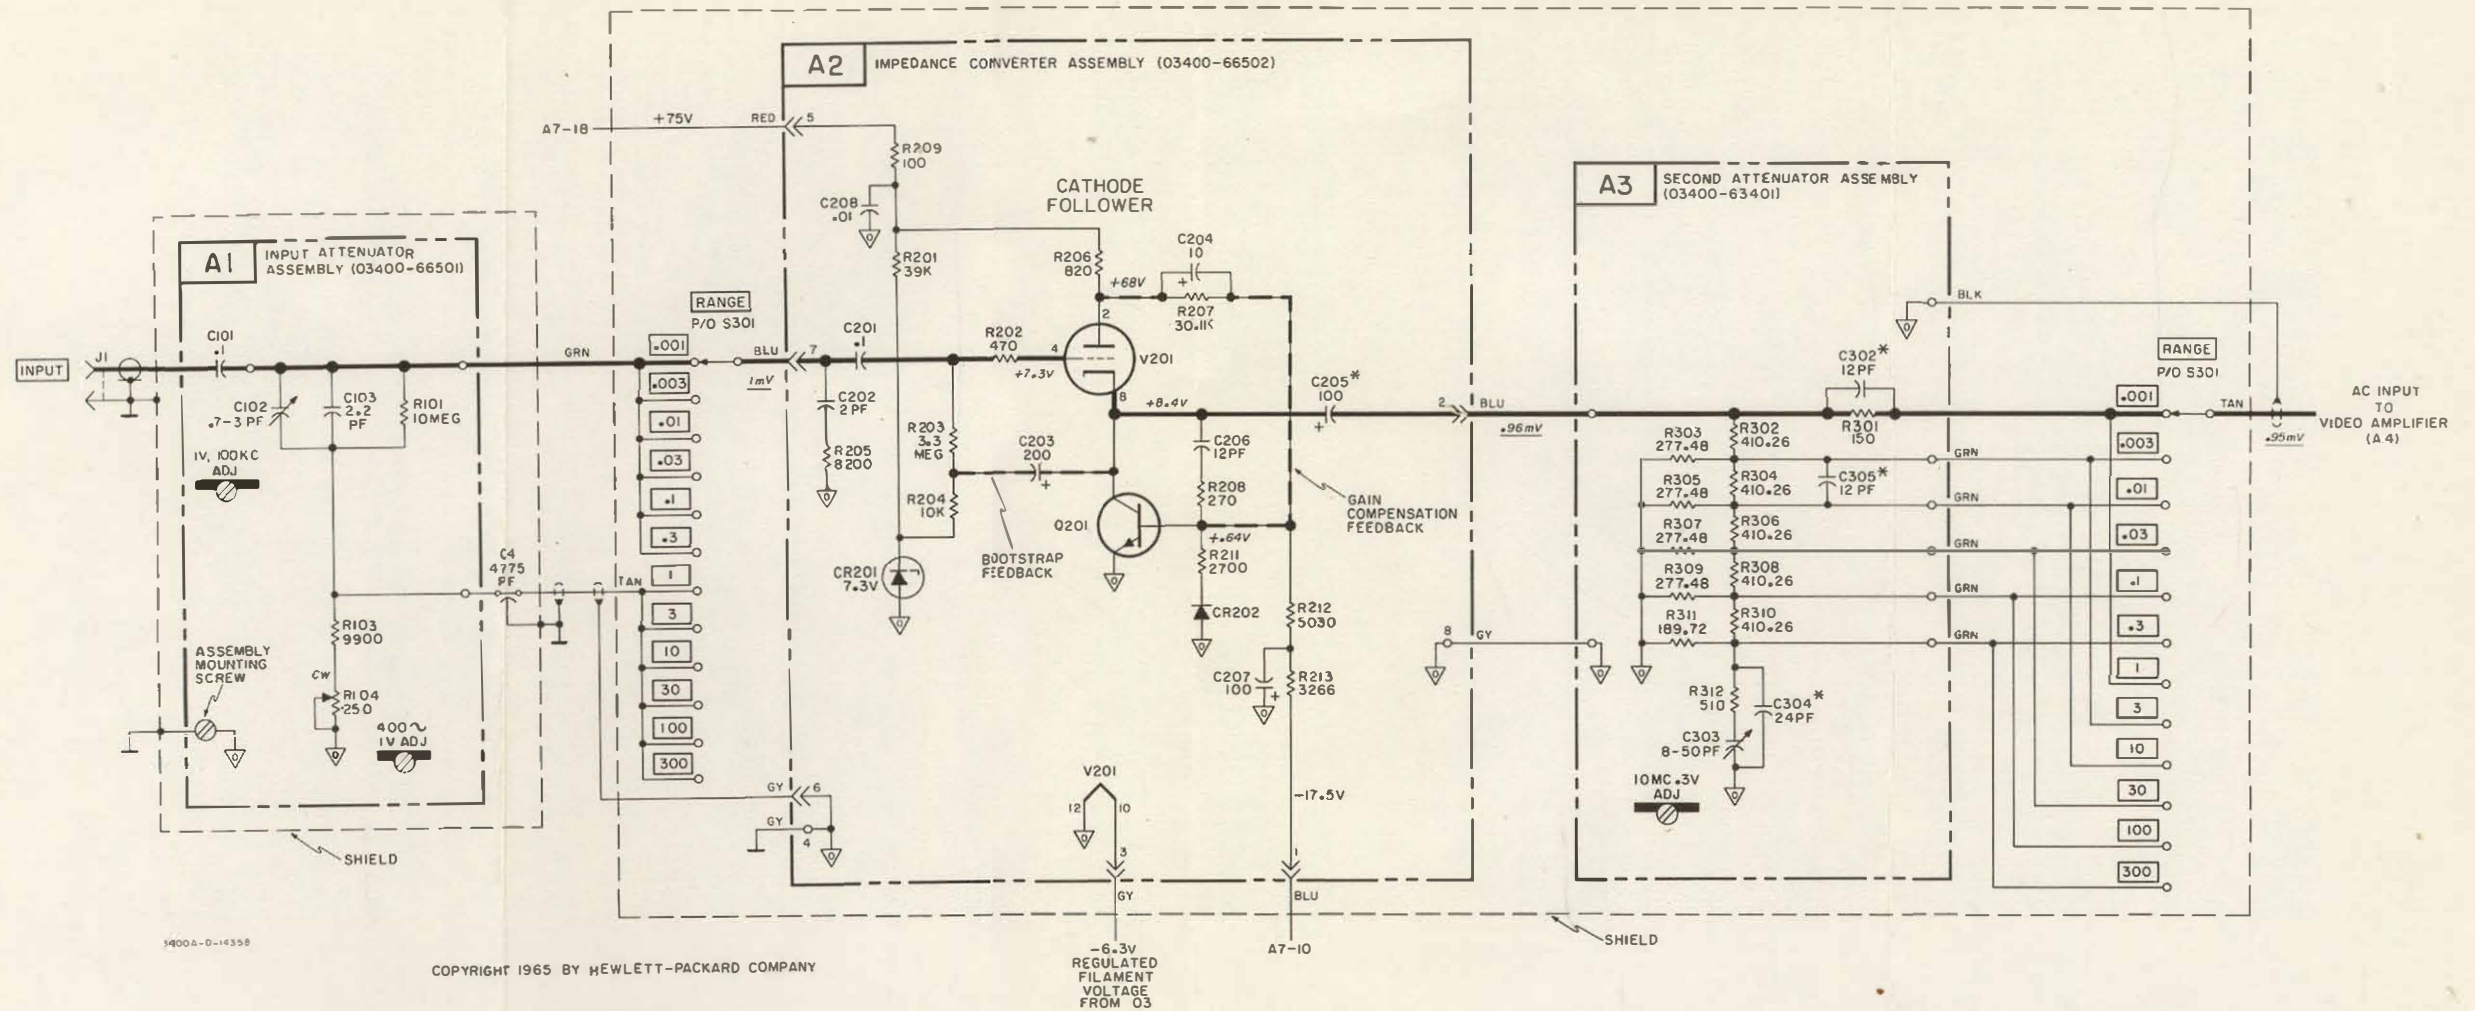 A2
IMPEDANCE CONVERTER ASSEMBLY (03400-66502)
A7-18
+75V
RED
5
R209
100
C208
.01
R201
39K
CATHODE
FOLLOWER
R206
820
C204
10
+
+68V
R207
30.11K
2
A1
INPUT ATTENUATOR
ASSEMBLY (03400-66501)
INPUT
J1
C101
.1
C102
.7-3 PF
C103
2.2
PF
R101
10MEG
1V, 100KC
ADJ
GRN
RANGE
P/O S301
.001
.003
.01
.03
.1
.3
1
3
10
30
100
300
BLU
7
1mV
C201
.1
C202
2 PF
R205
8200
R202
470
+7.3V
4
V201
8
+8.4V
R203
3.3
MEG
C203
200
+
R204
10K
BOOTSTRAP
FEEDBACK
CR201
7.3V
Q201
C206
12PF
R208
270
+.64V
R211
2700
CR202
C205*
100
+
GAIN
COMPENSATION
FEEDBACK
R212
5030
C207
100
+
R213
3266
-17.5V
2
BLU
.96mV
8
GY
C4
4775
PF
TAN
R103
9900
CW
R104
250
400~
1V ADJ
ASSEMBLY
MOUNTING
SCREW
SHIELD
GY
6
GY
4
V201
12
10
3
GY
-6.3V
REGULATED
FILAMENT
VOLTAGE
FROM 03
1
BLU
A7-10
A3
SECOND ATTENUATOR ASSEMBLY
(03400-63401)
BLK
C302*
12PF
R301
150
R303
277.48
R302
410.26
R305
277.48
R304
410.26
C305*
12 PF
R307
277.48
R306
410.26
R309
277.48
R308
410.26
R311
189.72
R310
410.26
GRN
GRN
GRN
GRN
GRN
R312
510
C304*
24PF
C303
8-50PF
10MC .3V
ADJ
RANGE
P/O S301
.001
.003
.01
.03
.1
.3
1
3
10
30
100
300
TAN
.95mV
AC INPUT
TO
VIDEO AMPLIFIER
(A4)
SHIELD
3400A-D-14358
COPYRIGHT 1965 BY HEWLETT-PACKARD COMPANY